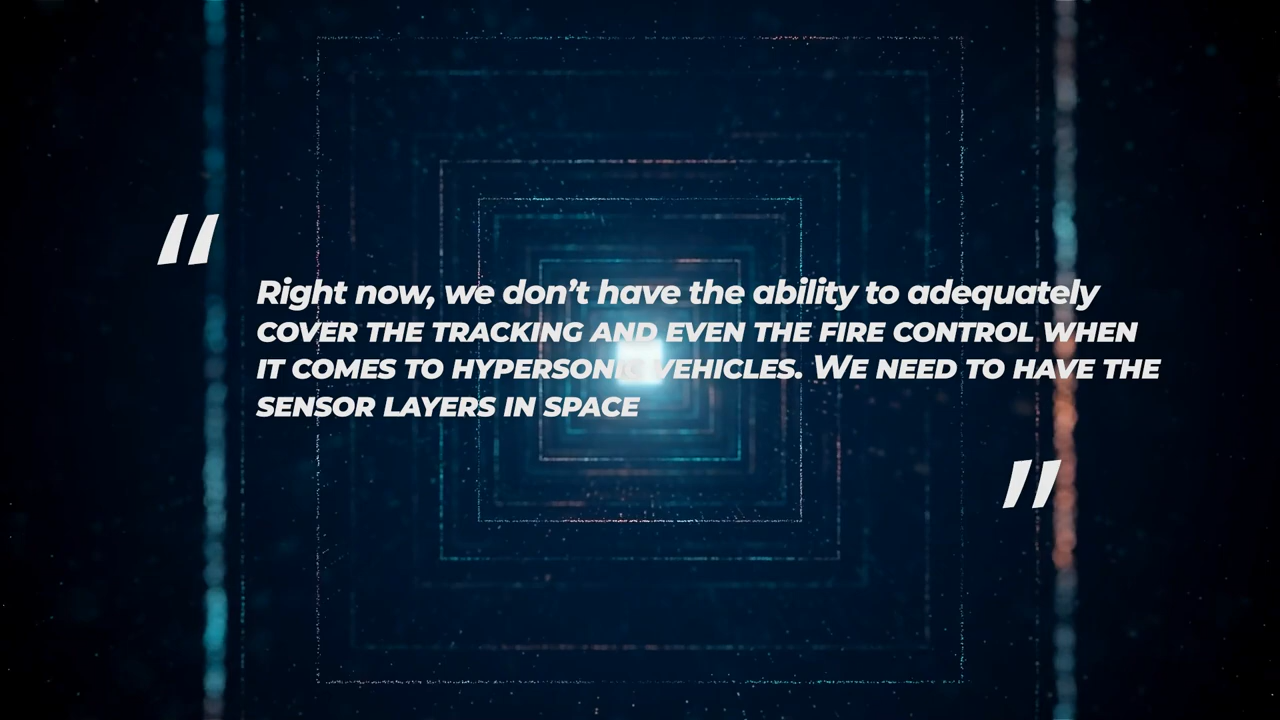 “
Right now, we don’t have the ability to adequately
COVER THE TRACKING AND EVEN THE FIRE CONTROL WHEN
IT COMES TO HYPERSONIC VEHICLES. WE NEED TO HAVE THE
SENSOR LAYERS IN SPACE
”